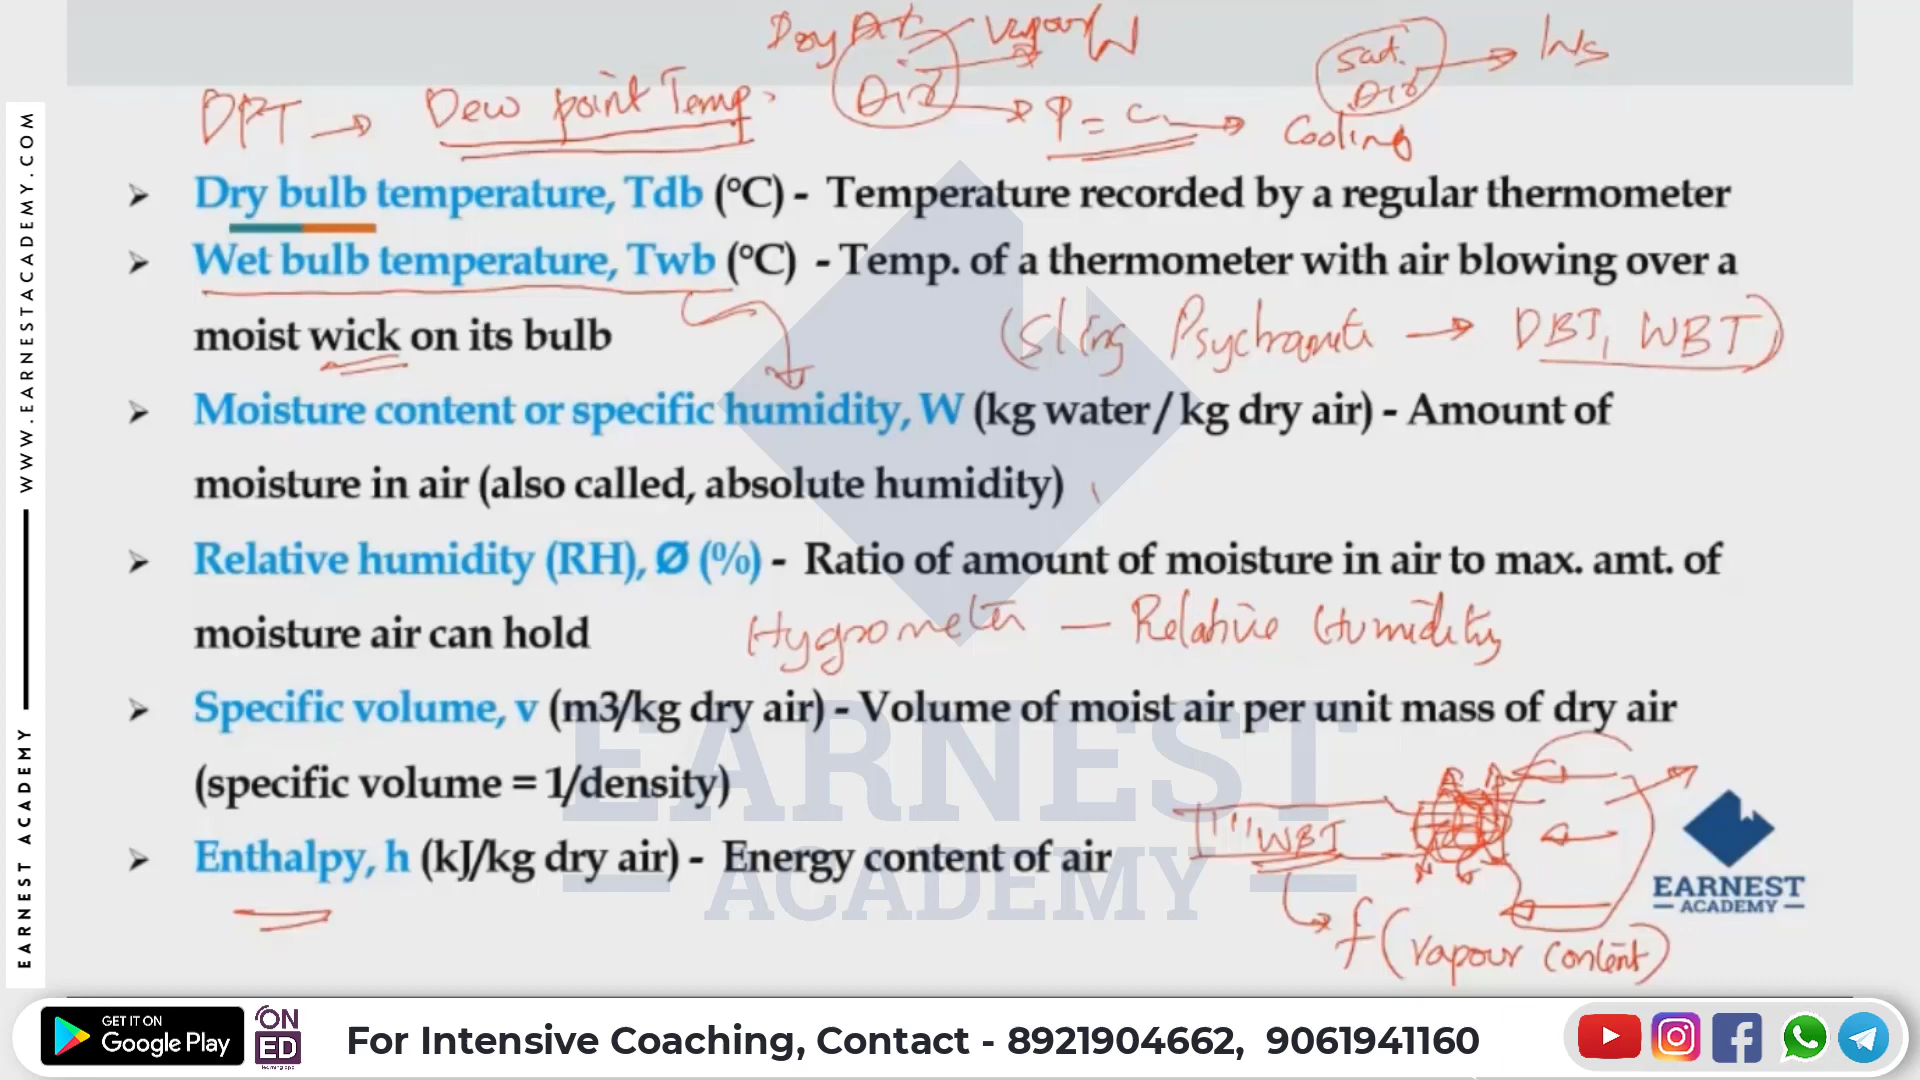 Dry Air Vapour W
Air
Sat. Air → Ws
DPT → Dew point Temp.
P = C, → Cooling
➢ Dry bulb temperature, Tdb (°C) - Temperature recorded by a regular thermometer
➢ Wet bulb temperature, Twb (°C) - Temp. of a thermometer with air blowing over a
moist wick on its bulb
(Sling Psychromete → DBT, WBT)
➢ Moisture content or specific humidity, W (kg water/ kg dry air) - Amount of
moisture in air (also called, absolute humidity)
➢ Relative humidity (RH), Ø (%) - Ratio of amount of moisture in air to max. amt. of
moisture air can hold
Hygrometer — Relative Humidity
➢ Specific volume, v (m3/kg dry air) - Volume of moist air per unit mass of dry air
(specific volume = 1/density)
WBT
➢ Enthalpy, h (kJ/kg dry air) - Energy content of air
f (vapour content)
EARNEST
ACADEMY
EARNEST
ACADEMY
EARNEST ACADEMY
WWW.EARNESTACADEMY.COM
GET IT ON
Google Play
ON
ED
For Intensive Coaching, Contact - 8921904662, 9061941160